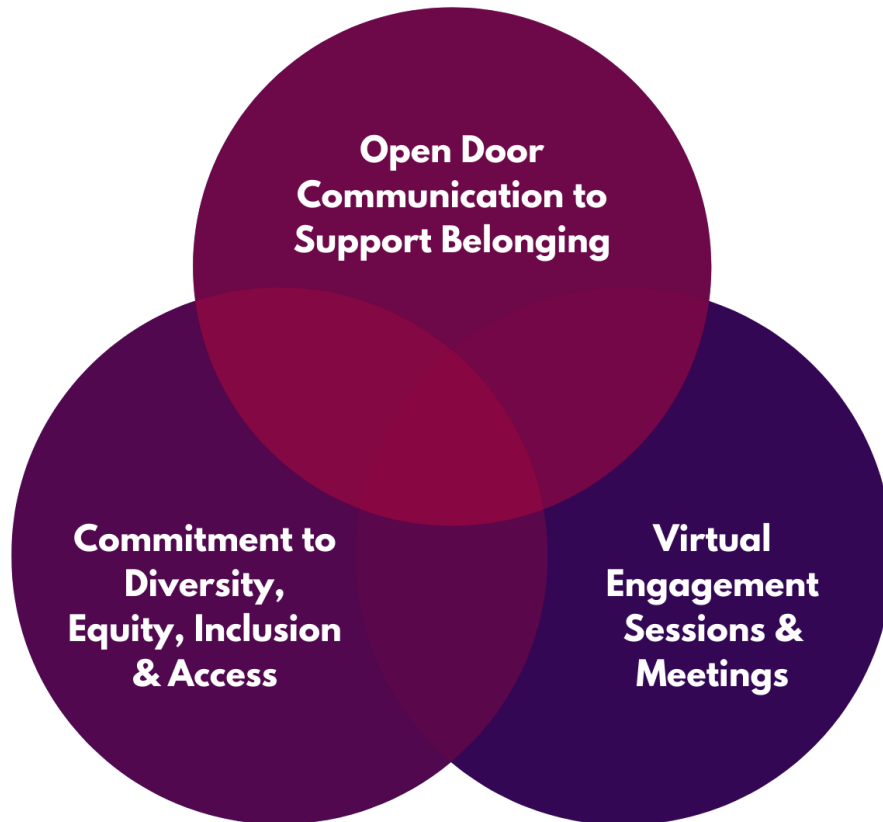 Open Door
Communication to
Support Belonging
Commitment to
Diversity,
Equity, Inclusion
& Access
Virtual
Engagement
Sessions &
Meetings